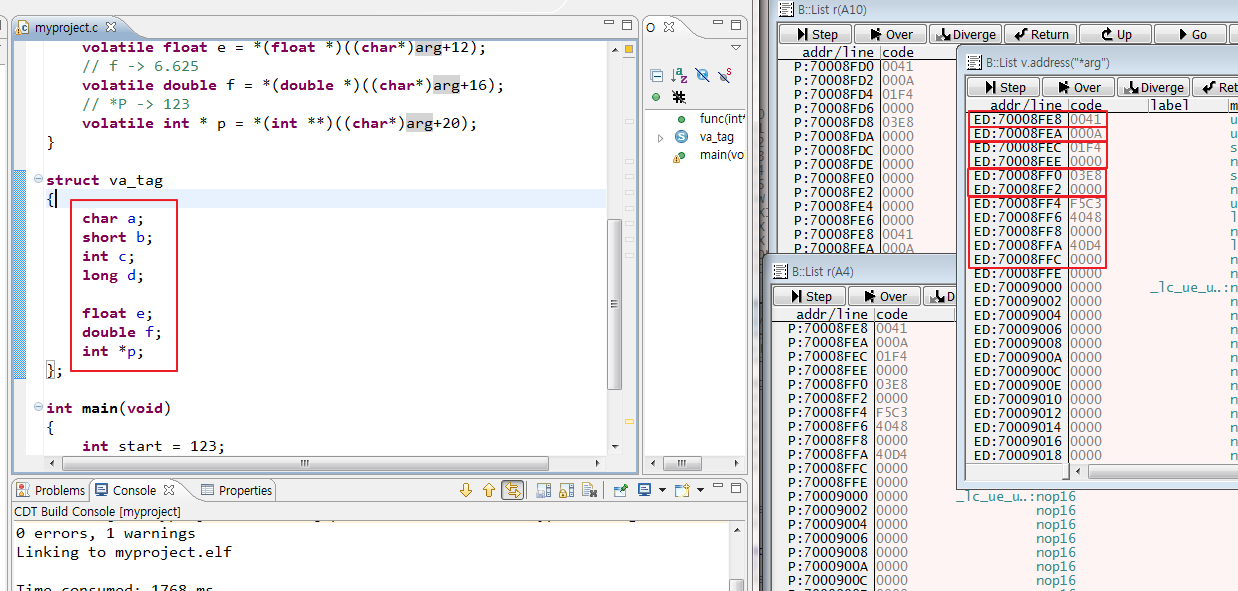 myproject.c
volatile float e = *(float *)((char*)arg+12);
// f -> 6.625
volatile double f = *(double *)((char*)arg+16);
// *P -> 123
volatile int * p = *(int **)((char*)arg+20);
}
struct va_tag
{
char a;
short b;
int c;
long d;
float e;
double f;
int *p;
};
int main(void)
{
int start = 123;
func(int*
va_tag
main(vo
Problems Console Properties
CDT Build Console [myproject]
0 errors, 1 warnings
Linking to myproject.elf
Time consumed: 1768 ms
B::List r(A10)
Step Over Diverge Return Up Go
addr/line code
P:70008FD0 0041
P:70008FD2 000A
P:70008FD4 01F4
P:70008FD6 0000
P:70008FD8 03E8
P:70008FDA 0000
P:70008FDC 0000
P:70008FDE 0000
P:70008FE0 0000
P:70008FE2 0000
P:70008FE4 0000
P:70008FE6 0000
P:70008FE8 0041
P:70008FEA 000A
B::List v.address("*arg")
Step Over Diverge Ret
addr/line code label m
ED:70008FE8 0041 u
ED:70008FEA 000A u
ED:70008FEC 01F4 s
ED:70008FEE 0000 n
ED:70008FF0 03E8 s
ED:70008FF2 0000 n
ED:70008FF4 F5C3 u
ED:70008FF6 4048 l
ED:70008FF8 0000 n
ED:70008FFA 40D4 l
ED:70008FFC 0000 n
ED:70008FFE 0000 n
ED:70009000 0000 _lc_ue_u..:n
ED:70009002 0000 n
ED:70009004 0000 n
ED:70009006 0000 n
ED:70009008 0000 n
ED:7000900A 0000 n
ED:7000900C 0000 n
ED:7000900E 0000 n
ED:70009010 0000 n
ED:70009012 0000 n
ED:70009014 0000 n
ED:70009016 0000 n
ED:70009018 0000 n
B::List r(A4)
Step Over D
addr/line code
P:70008FE8 0041
P:70008FEA 000A
P:70008FEC 01F4
P:70008FEE 0000
P:70008FF0 03E8
P:70008FF2 0000
P:70008FF4 F5C3
P:70008FF6 4048
P:70008FF8 0000
P:70008FFA 40D4
P:70008FFC 0000
P:70008FFE 0000
P:70009000 0000 _lc_ue_u..:nop16
P:70009002 0000 nop16
P:70009004 0000 nop16
P:70009006 0000 nop16
P:70009008 0000 nop16
P:7000900A 0000 nop16
P:7000900C 0000 nop16